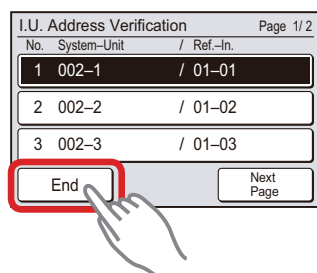 I.U. Address Verification Page 1/2
No. System–Unit / Ref.–In.
1 002–1 / 01–01
2 002–2 / 01–02
3 002–3 / 01–03
End Next
Page